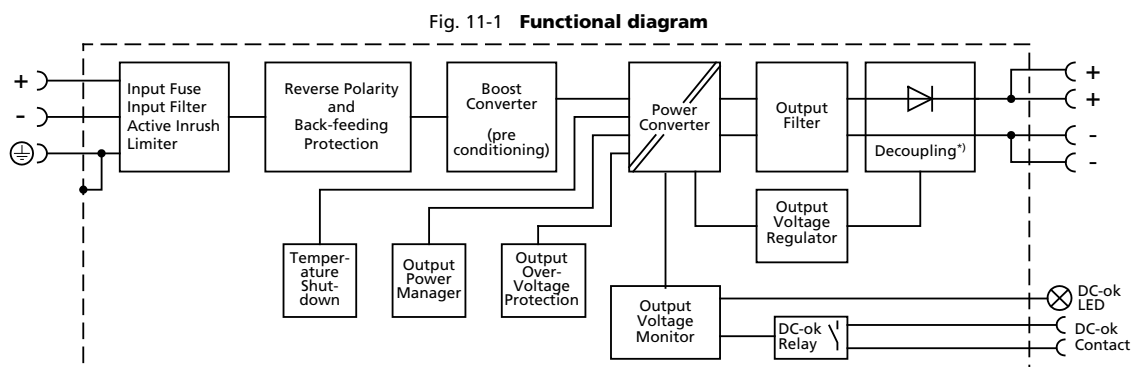 Fig. 11-1 Functional diagram
+
-
Input Fuse
Input Filter
Active Inrush
Limiter
Reverse Polarity
and
Back-feeding
Protection
Boost
Converter
(pre
conditioning)
Power
Converter
Output
Filter
Decoupling*)
+
+
-
-
Output
Voltage
Regulator
Temper-
ature
Shut-
down
Output
Power
Manager
Output
Over-
Voltage
Protection
Output
Voltage
Monitor
DC-ok
Relay
DC-ok
LED
DC-ok
Contact